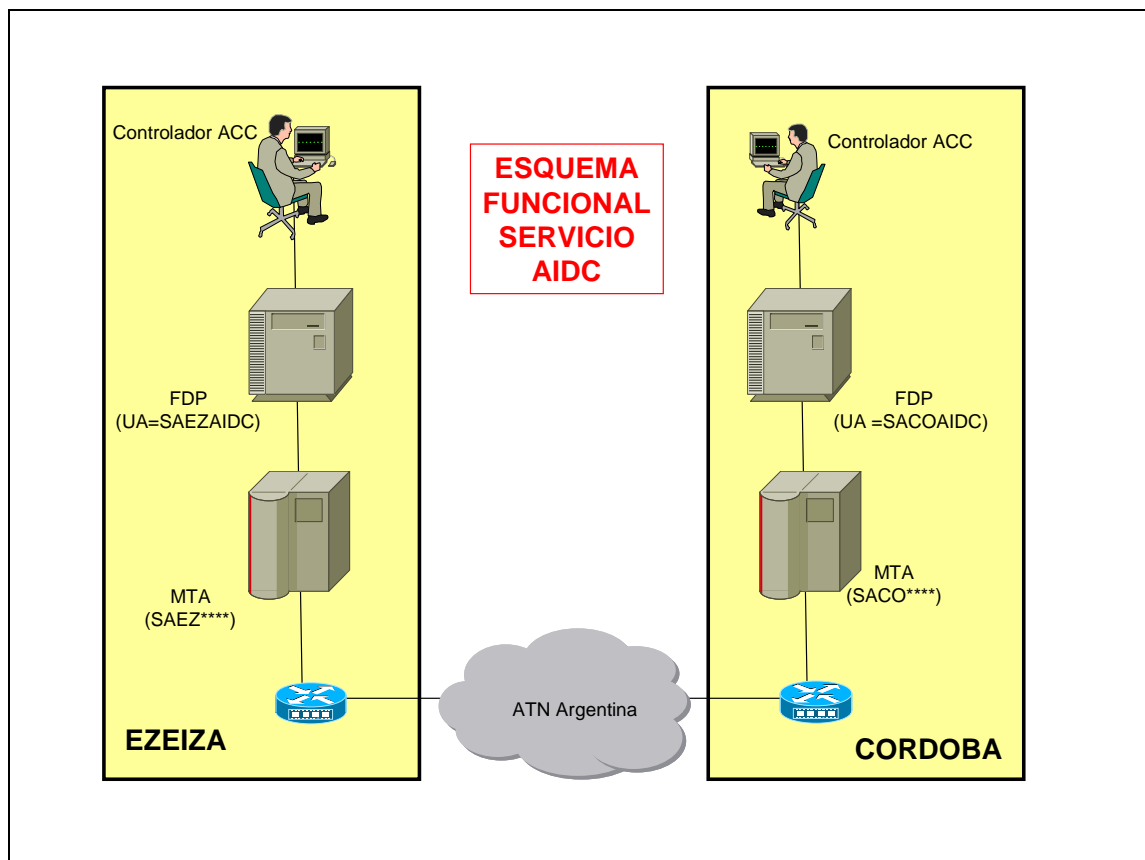 Controlador ACC
FDP
(UA=SAEZAIDC)
MTA
(SAEZ****)
EZEIZA
ESQUEMA
FUNCIONAL
SERVICIO
AIDC
ATN Argentina
Controlador ACC
FDP
(UA =SACOAIDC)
MTA
(SACO****)
CORDOBA